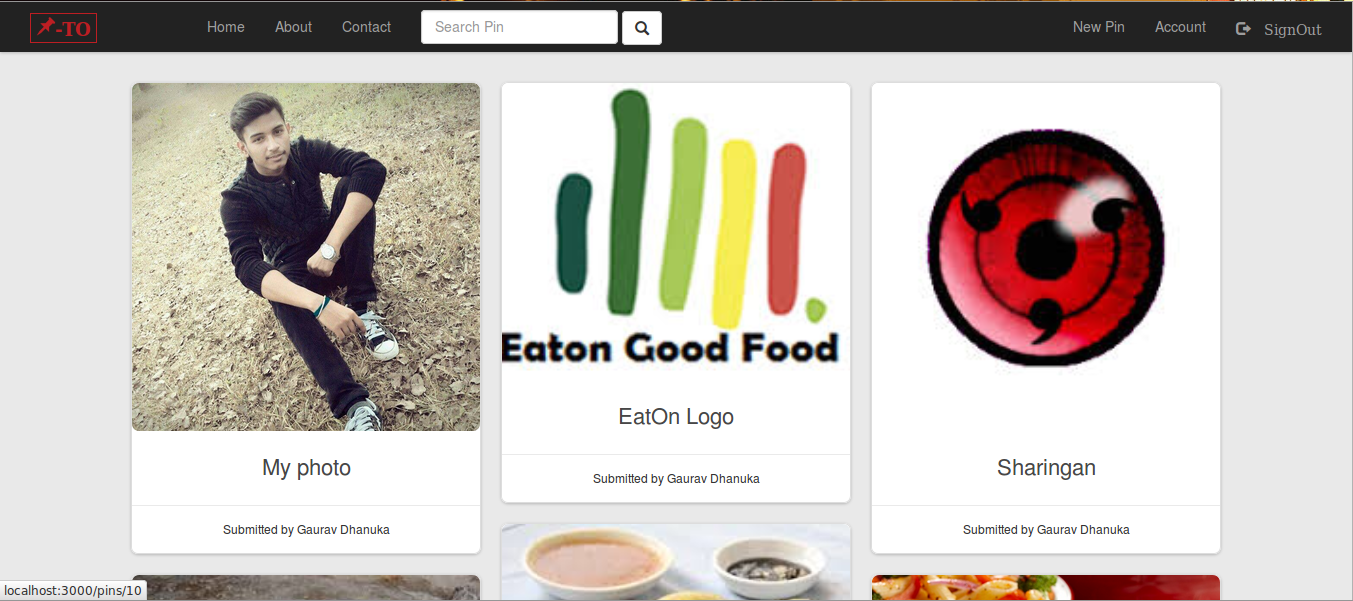 -TO
Home
About
Contact
Search Pin
New Pin
Account
SignOut
My photo
Submitted by Gaurav Dhanuka
Eaton Good Food
EatOn Logo
Submitted by Gaurav Dhanuka
Sharingan
Submitted by Gaurav Dhanuka
localhost:3000/pins/10